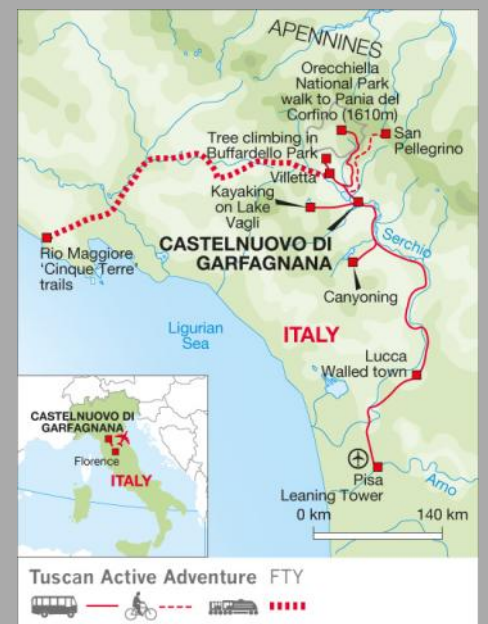 APENNINES
Orecchiella
National Park
walk to Pania del
Corfino (1610m)
San
Pellegrino
Tree climbing in
Buffardello Park
Villetta
Kayaking
on Lake
Vagli
CASTELNUOVO DI
GARFAGNANA
Serchio
Rio Maggiore
'Cinque Terre'
trails
Canyoning
Ligurian
Sea
ITALY
Lucca
Walled town
Pisa
Leaning Tower
Arno
0 km 140 km
CASTELNUOVO DI
GARFAGNANA
Florence
ITALY
Tuscan Active Adventure FTY